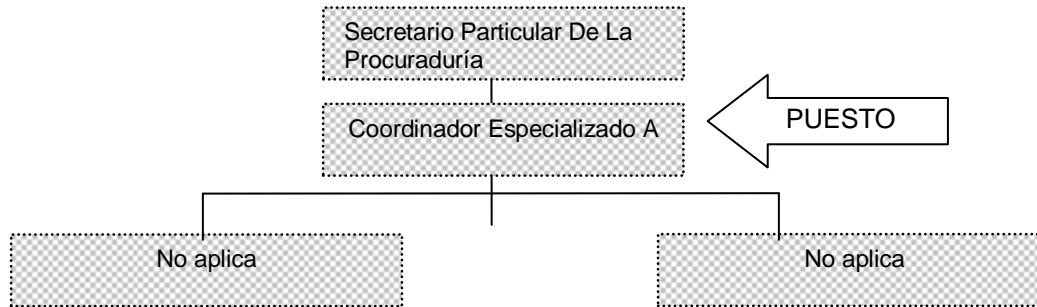 Secretario Particular De La
Procuraduría
Coordinador Especializado A
PUESTO
No aplica
No aplica